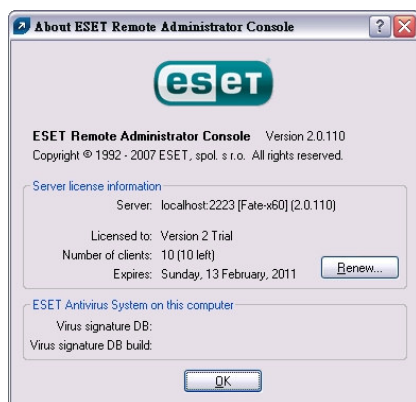 About ESET Remote Administrator Console
eseT
ESET Remote Administrator Console Version 2.0.110
Copyright © 1992 - 2007 ESET, spol. s r.o. All rights reserved.
Server license information
Server: localhost:2223 [Fate-x60] (2.0.110)
Licensed to: Version 2 Trial
Number of clients: 10 (10 left)
Expires: Sunday, 13 February, 2011
Renew...
ESET Antivirus System on this computer
Virus signature DB:
Virus signature DB build:
OK